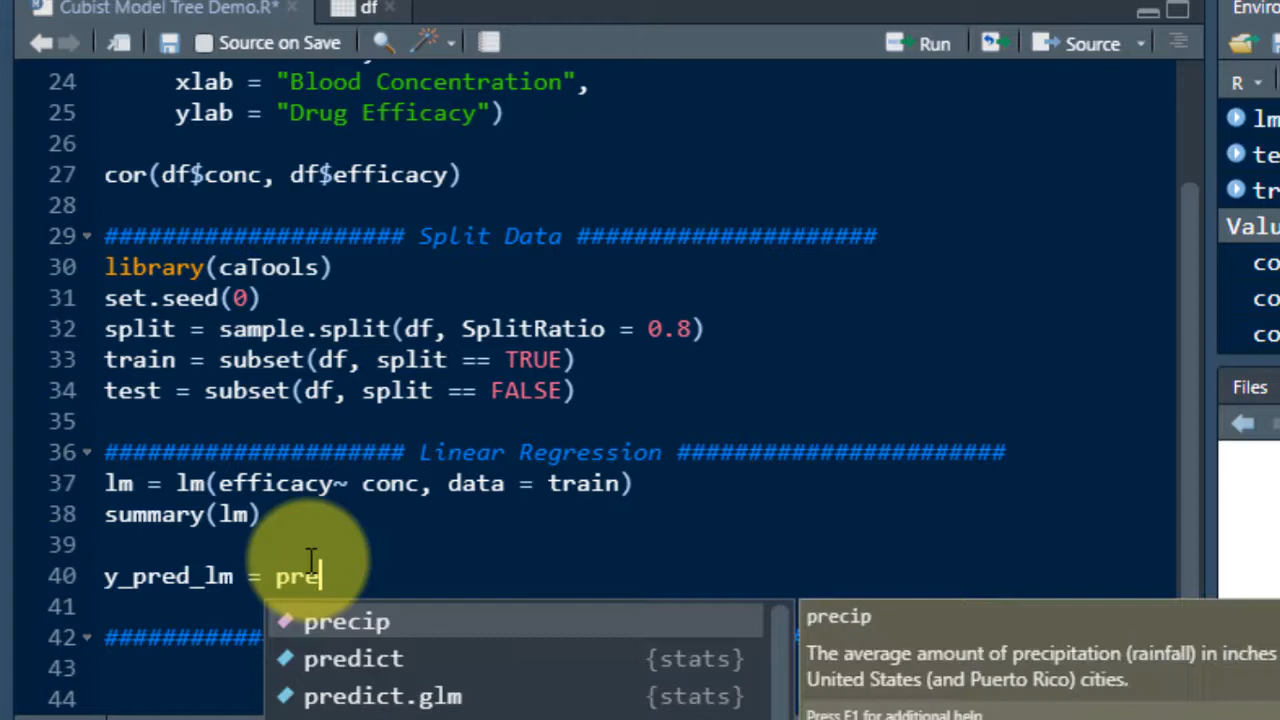 Cubist Model Tree Demo.R*
df
Source on Save
Run
Source
24 xlab = "Blood Concentration",
25 ylab = "Drug Efficacy")
26
27 cor(df$conc, df$efficacy)
28
29 ##################### Split Data #####################
30 library(caTools)
31 set.seed(0)
32 split = sample.split(df, SplitRatio = 0.8)
33 train = subset(df, split == TRUE)
34 test = subset(df, split == FALSE)
35
36 ##################### Linear Regression #######################
37 lm = lm(efficacy~ conc, data = train)
38 summary(lm)
39
40 y_pred_lm = pre
41
42 ###########
43
44
precip
predict {stats}
predict.glm {stats}
precip
The average amount of precipitation (rainfall) in inches
United States (and Puerto Rico) cities.
Press F1 for additional help
Enviro
R
lm
te
tr
Valu
co
co
co
Files